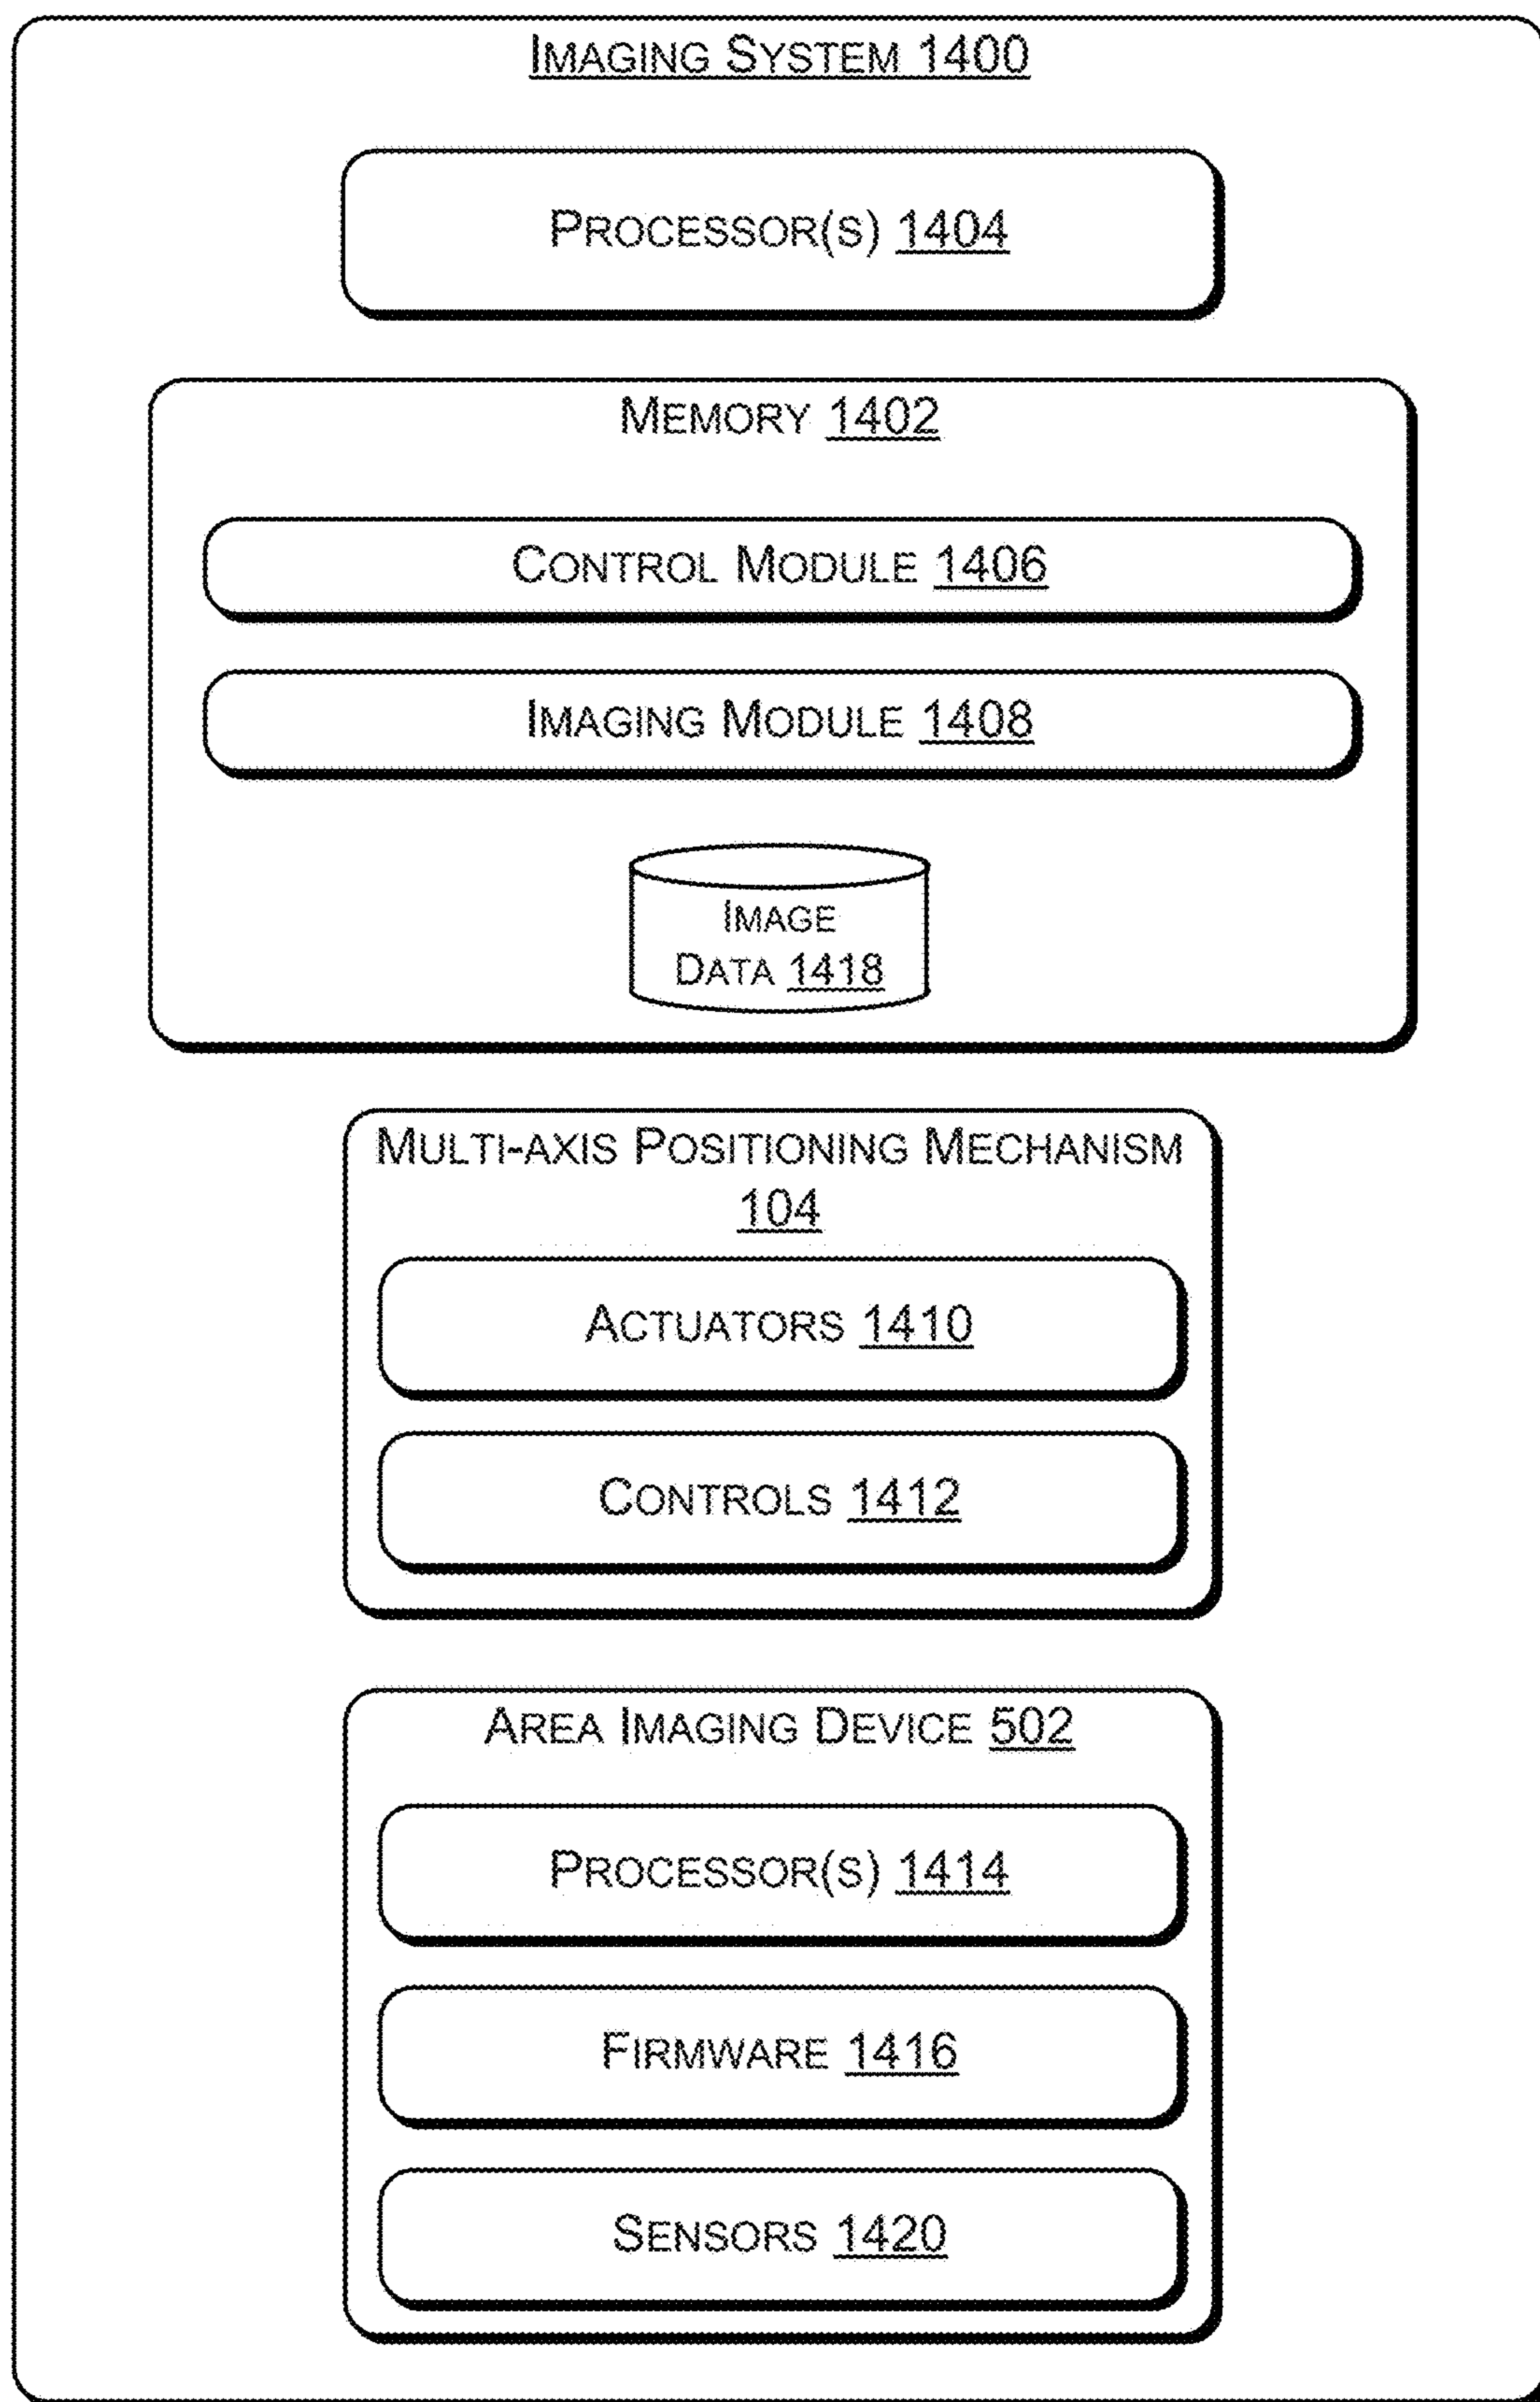 IMAGING SYSTEM 1400
PROCESSOR(S) 1404
MEMORY 1402
CONTROL MODULE 1406
IMAGING MODULE 1408
IMAGE
DATA 1418
MULTI-AXIS POSITIONING MECHANISM
104
ACTUATORS 1410
CONTROLS 1412
AREA IMAGING DEVICE 502
PROCESSOR(S) 1414
FIRMWARE 1416
SENSORS 1420